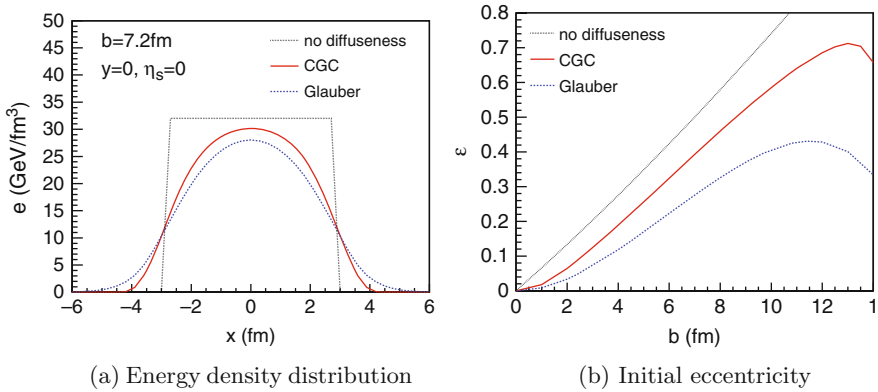 b=7.2fm
y=0, ηs=0
no diffuseness
CGC
Glauber
e (GeV/fm³)
50
45
40
35
30
25
20
15
10
5
0
−6 −4 −2 0 2 4 6
x (fm)
(a) Energy density distribution
no diffuseness
CGC
Glauber
ε
0.8
0.7
0.6
0.5
0.4
0.3
0.2
0.1
0
0 2 4 6 8 10 12 14
b (fm)
(b) Initial eccentricity